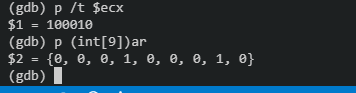 (gdb) p /t $ecx
$1 = 100010
(gdb) p (int[9])ar
$2 = {0, 0, 0, 1, 0, 0, 0, 1, 0}
(gdb)